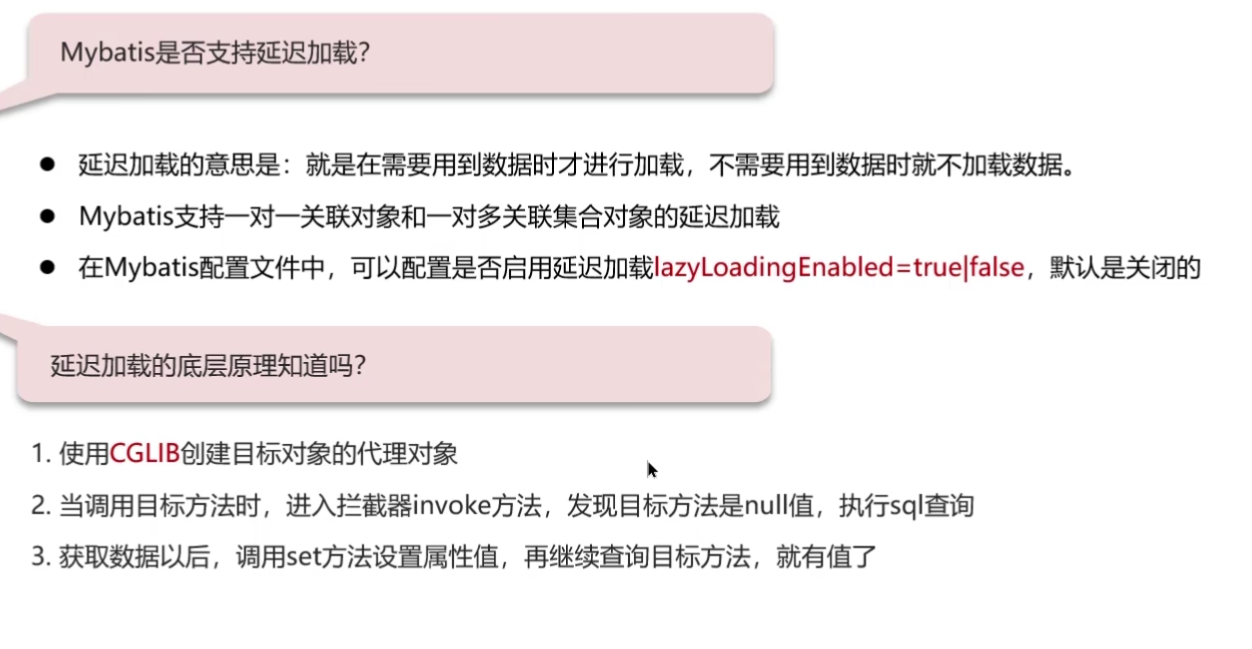 Mybatis是否支持延迟加载？
● 延迟加载的意思是：就是在需要用到数据时才进行加载，不需要用到数据时就不加载数据。
● Mybatis支持一对一关联对象和一对多关联集合对象的延迟加载
● 在Mybatis配置文件中，可以配置是否启用延迟加载lazyLoadingEnabled=true|false，默认是关闭的
延迟加载的底层原理知道吗？
1. 使用CGLIB创建目标对象的代理对象
2. 当调用目标方法时，进入拦截器invoke方法，发现目标方法是null值，执行sql查询
3. 获取数据以后，调用set方法设置属性值，再继续查询目标方法，就有值了